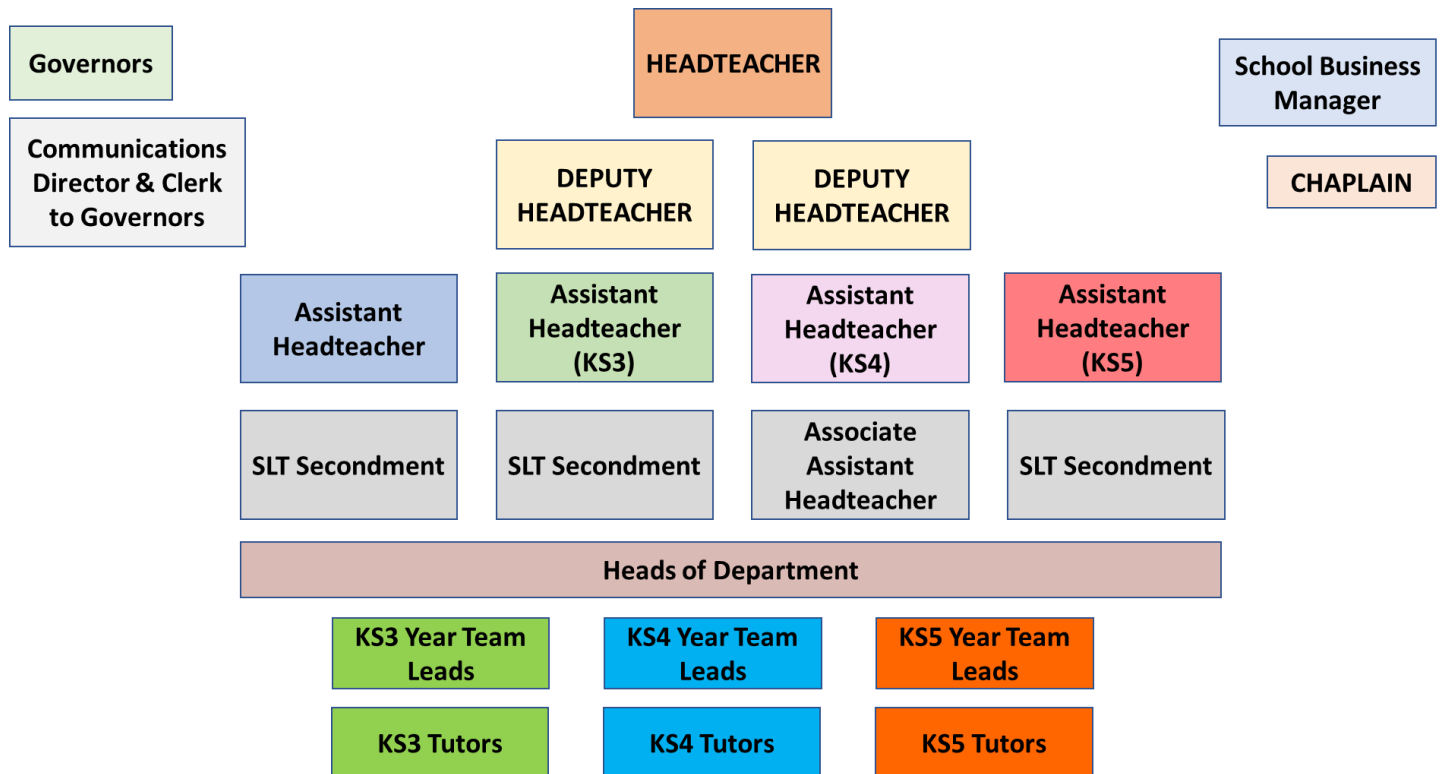 Governors
HEADTEACHER
School Business
Manager
Communications
Director & Clerk
to Governors
DEPUTY
HEADTEACHER
DEPUTY
HEADTEACHER
CHAPLAIN
Assistant
Headteacher
Assistant
Headteacher
(KS3)
Assistant
Headteacher
(KS4)
Assistant
Headteacher
(KS5)
SLT Secondment
SLT Secondment
Associate
Assistant
Headteacher
SLT Secondment
Heads of Department
KS3 Year Team
Leads
KS4 Year Team
Leads
KS5 Year Team
Leads
KS3 Tutors
KS4 Tutors
KS5 Tutors